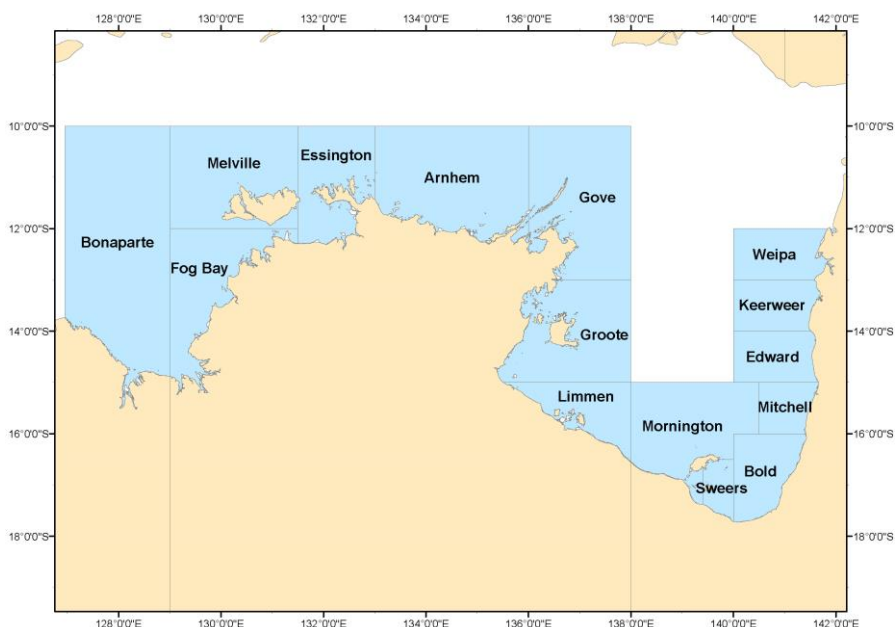 128°0'0"E 130°0'0"E 132°0'0"E 134°0'0"E 136°0'0"E 138°0'0"E 140°0'0"E 142°0'0"E
10°0'0"S 10°0'0"S
Melville Essington Arnhem Gove
12°0'0"S 12°0'0"S
Bonaparte Fog Bay Weipa
Keerweer
14°0'0"S 14°0'0"S
Groote Edward
Limmen Mornington Mitchell
16°0'0"S 16°0'0"S
Sweers Bold
18°0'0"S 18°0'0"S
128°0'0"E 130°0'0"E 132°0'0"E 134°0'0"E 136°0'0"E 138°0'0"E 140°0'0"E 142°0'0"E